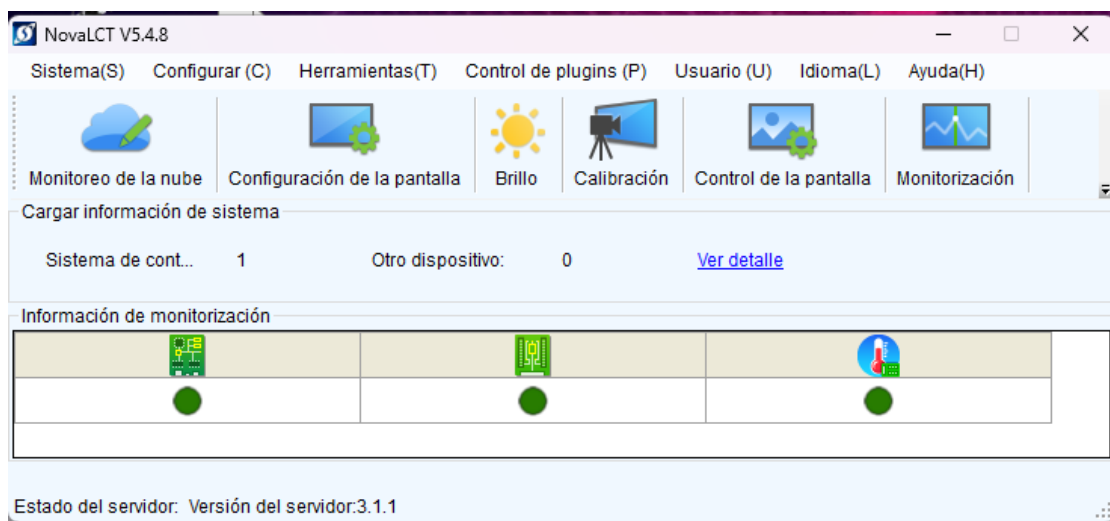 NovaLCT V5.4.8
Sistema(S) Configurar (C) Herramientas(T) Control de plugins (P) Usuario (U) Idioma(L) Ayuda(H)
Monitoreo de la nube Configuración de la pantalla Brillo Calibración Control de la pantalla Monitorización
Cargar información de sistema
Sistema de cont... 1 Otro dispositivo: 0 Ver detalle
Información de monitorización
Estado del servidor: Versión del servidor:3.1.1